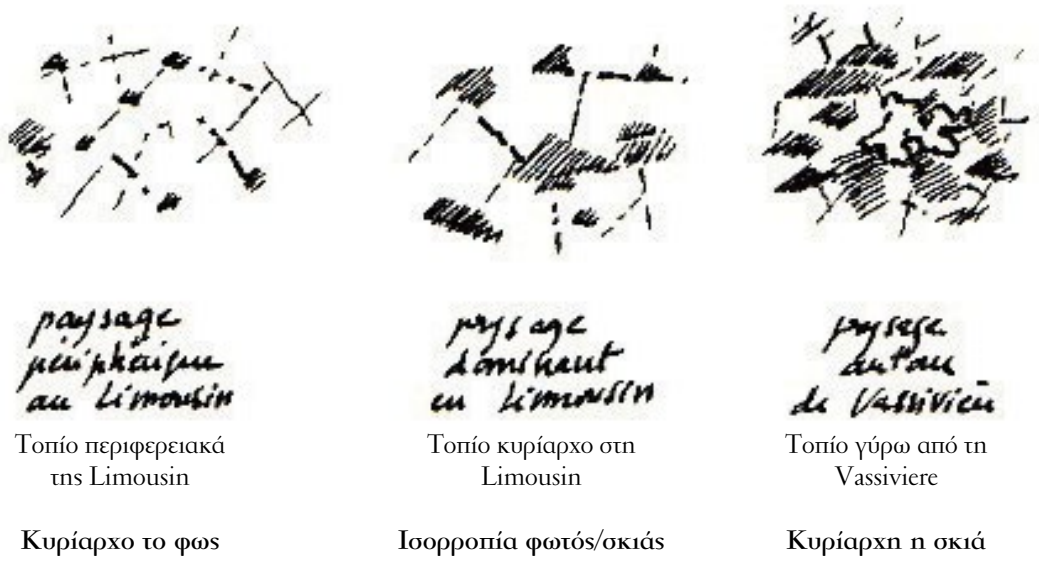 paysage
périphérique
au Limousin
Τοπίο περιφερειακά
της Limousin
Κυρίαρχο το φως
paysage
dominant
en Limousin
Τοπίο κυρίαρχο στη
Limousin
Ισορροπία φωτός/σκιάς
paysage
autour
de Vassivière
Τοπίο γύρω από τη
Vassiviere
Κυρίαρχη η σκιά